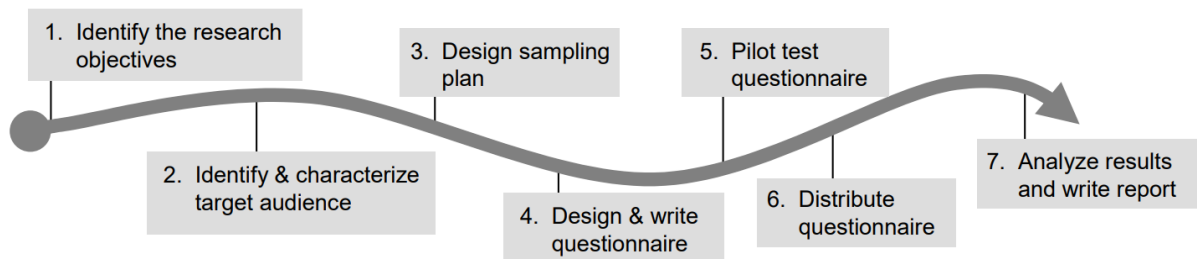 1. Identify the research
objectives
2. Identify & characterize
target audience
3. Design sampling
plan
4. Design & write
questionnaire
5. Pilot test
questionnaire
6. Distribute
questionnaire
7. Analyze results
and write report